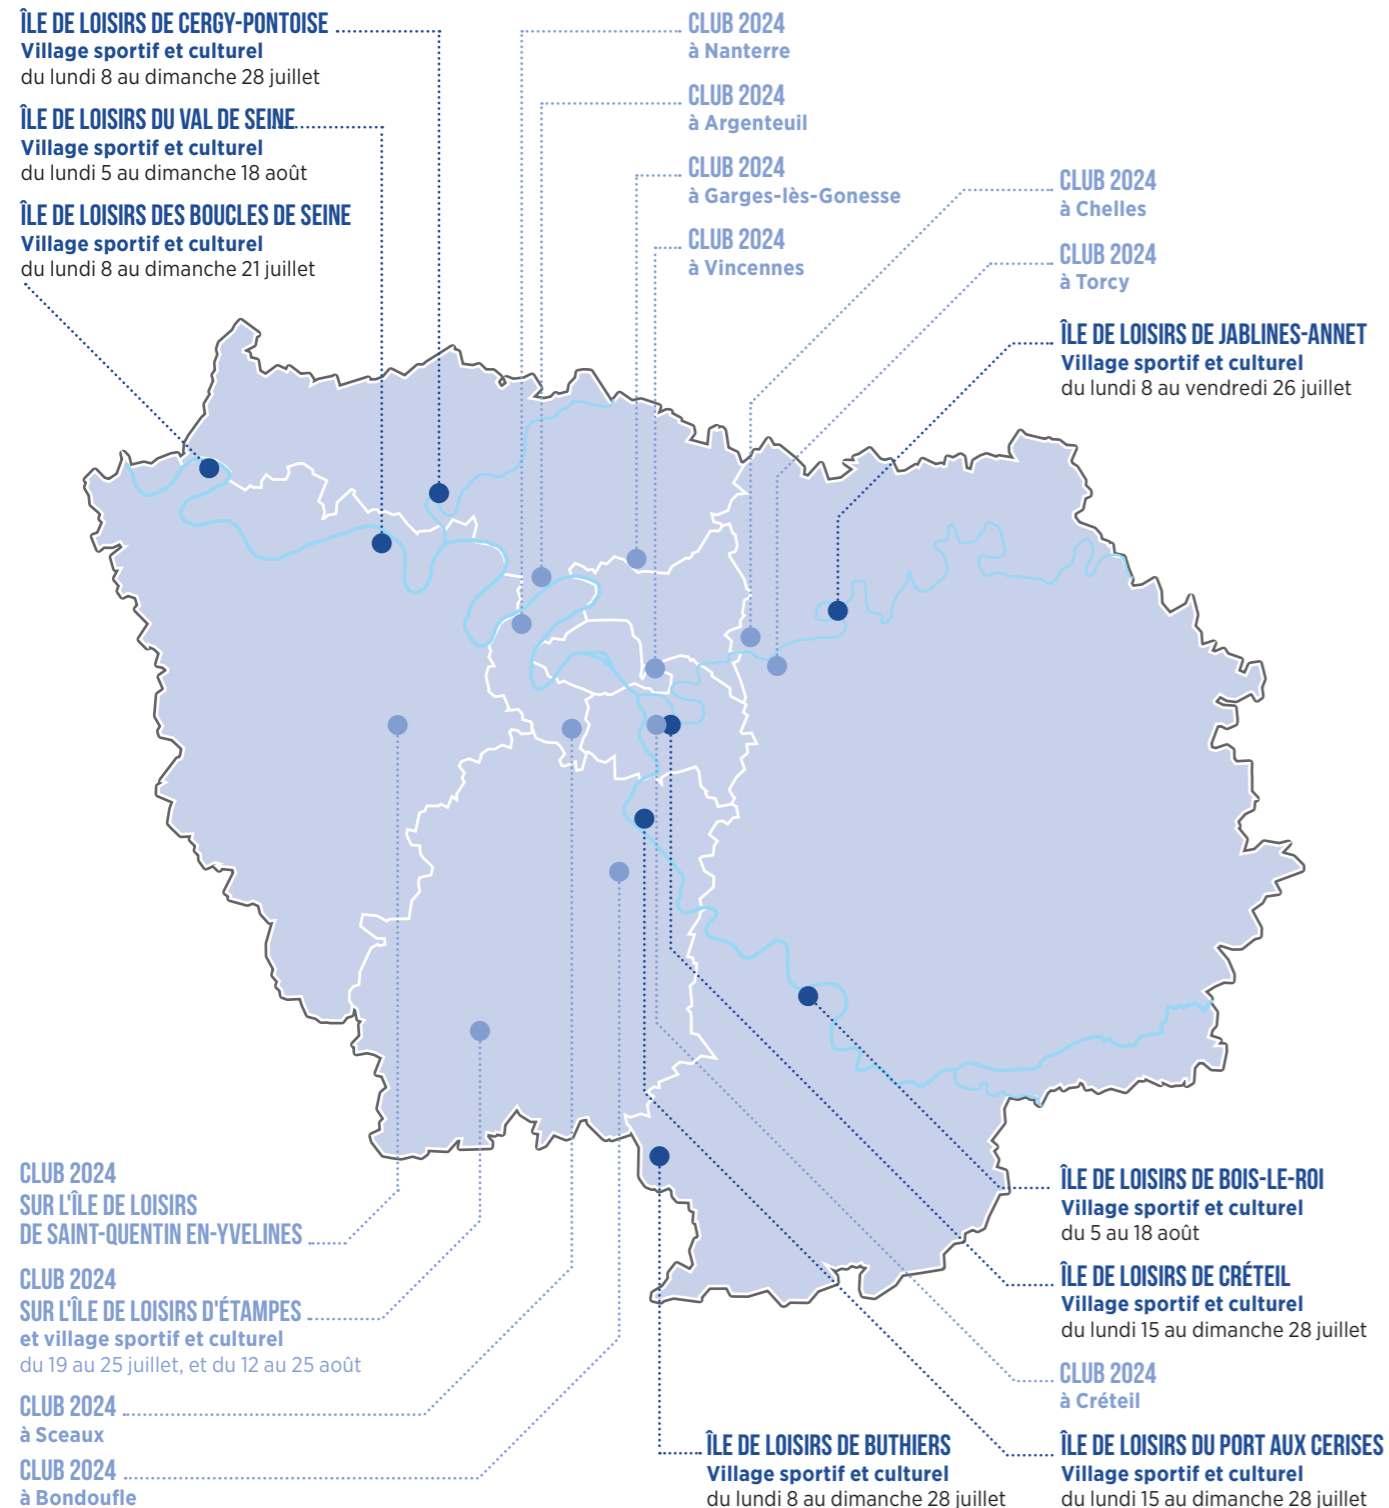 ÎLE DE LOISIRS DE CERGY-PONTOISE
Village sportif et culturel
du lundi 8 au dimanche 28 juillet
ÎLE DE LOISIRS DU VAL DE SEINE
Village sportif et culturel
du lundi 5 au dimanche 18 août
ÎLE DE LOISIRS DES BOUCLES DE SEINE
Village sportif et culturel
du lundi 8 au dimanche 21 juillet
CLUB 2024
à Nanterre
CLUB 2024
à Argenteuil
CLUB 2024
à Garges-lès-Gonesse
CLUB 2024
à Vincennes
CLUB 2024
à Chelles
CLUB 2024
à Torcy
ÎLE DE LOISIRS DE JABLINES-ANNET
Village sportif et culturel
du lundi 8 au vendredi 26 juillet
CLUB 2024
SUR L'ÎLE DE LOISIRS
DE SAINT-QUENTIN EN-YVELINES
CLUB 2024
SUR L'ÎLE DE LOISIRS D'ÉTAMPES
et village sportif et culturel
du 19 au 25 juillet, et du 12 au 25 août
CLUB 2024
à Sceaux
CLUB 2024
à Bondoufle
ÎLE DE LOISIRS DE BUTHIERS
Village sportif et culturel
du lundi 8 au dimanche 28 juillet
ÎLE DE LOISIRS DE BOIS-LE-ROI
Village sportif et culturel
du 5 au 18 août
ÎLE DE LOISIRS DE CRÉTEIL
Village sportif et culturel
du lundi 15 au dimanche 28 juillet
CLUB 2024
à Créteil
ÎLE DE LOISIRS DU PORT AUX CERISES
Village sportif et culturel
du lundi 15 au dimanche 28 juillet